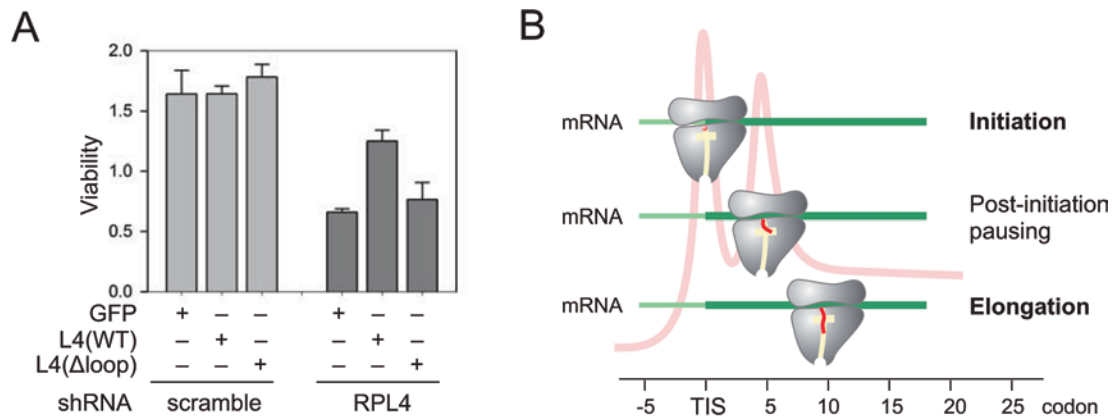 A
Viability
2.0
1.5
1.0
0.5
0.0
GFP + – – + – –
L4(WT) – + – – + –
L4(Δloop) – – + – – +
shRNA scramble RPL4
B
mRNA Initiation
mRNA Post-initiation
pausing
mRNA Elongation
-5 TIS 5 10 15 20 25 codon